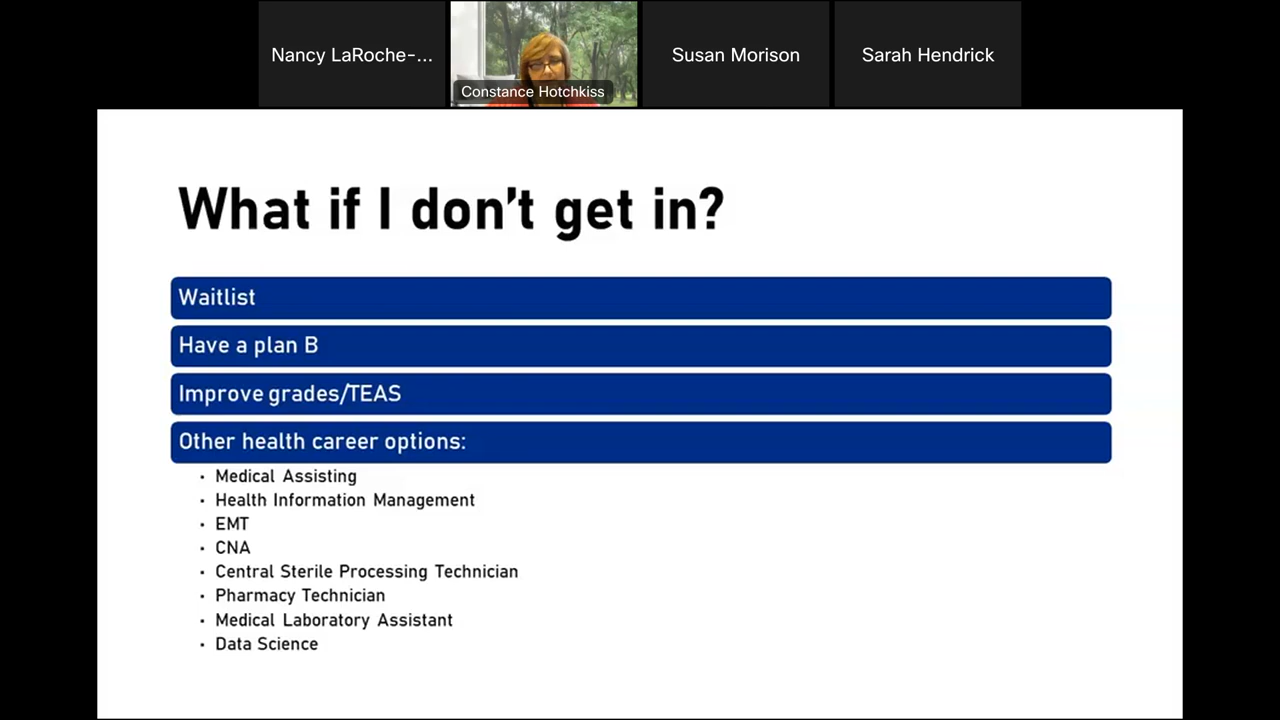 Nancy LaRoche-...
Constance Hotchkiss
Susan Morison
Sarah Hendrick
What if I don't get in?
Waitlist
Have a plan B
Improve grades/TEAS
Other health career options:
• Medical Assisting
• Health Information Management
• EMT
• CNA
• Central Sterile Processing Technician
• Pharmacy Technician
• Medical Laboratory Assistant
• Data Science